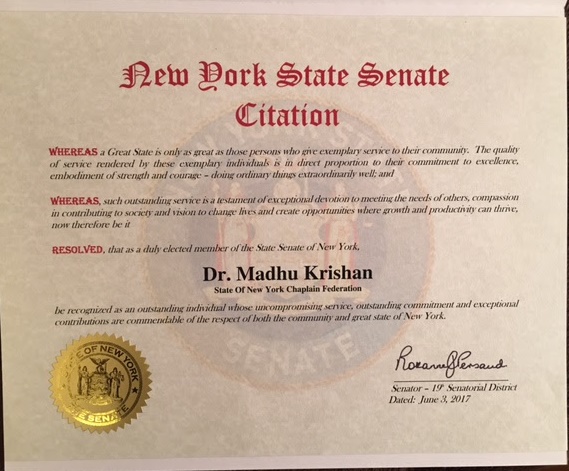 New York State Senate
Citation
WHEREAS a Great State is only as great as those persons who give exemplary service to their community. The quality
of service rendered by these exemplary individuals is in direct proportion to their commitment to excellence,
embodiment of strength and courage – doing ordinary things extraordinarily well; and
WHEREAS, such outstanding service is a testament of exceptional devotion to meeting the needs of others, compassion
in contributing to society and vision to change lives and create opportunities where growth and productivity can thrive,
now therefore be it
RESOLVED, that as a duly elected member of the State Senate of New York,
Dr. Madhu Krishan
State Of New York Chaplain Federation
be recognized as an outstanding individual whose uncompromising service, outstanding commitment and exceptional
contributions are commendable of the respect of both the community and great state of New York.
OF NEW YORK
SENATE
SENATE
Roxanne J Persaud
Senator – 19th Senatorial District
Dated: June 3, 2017